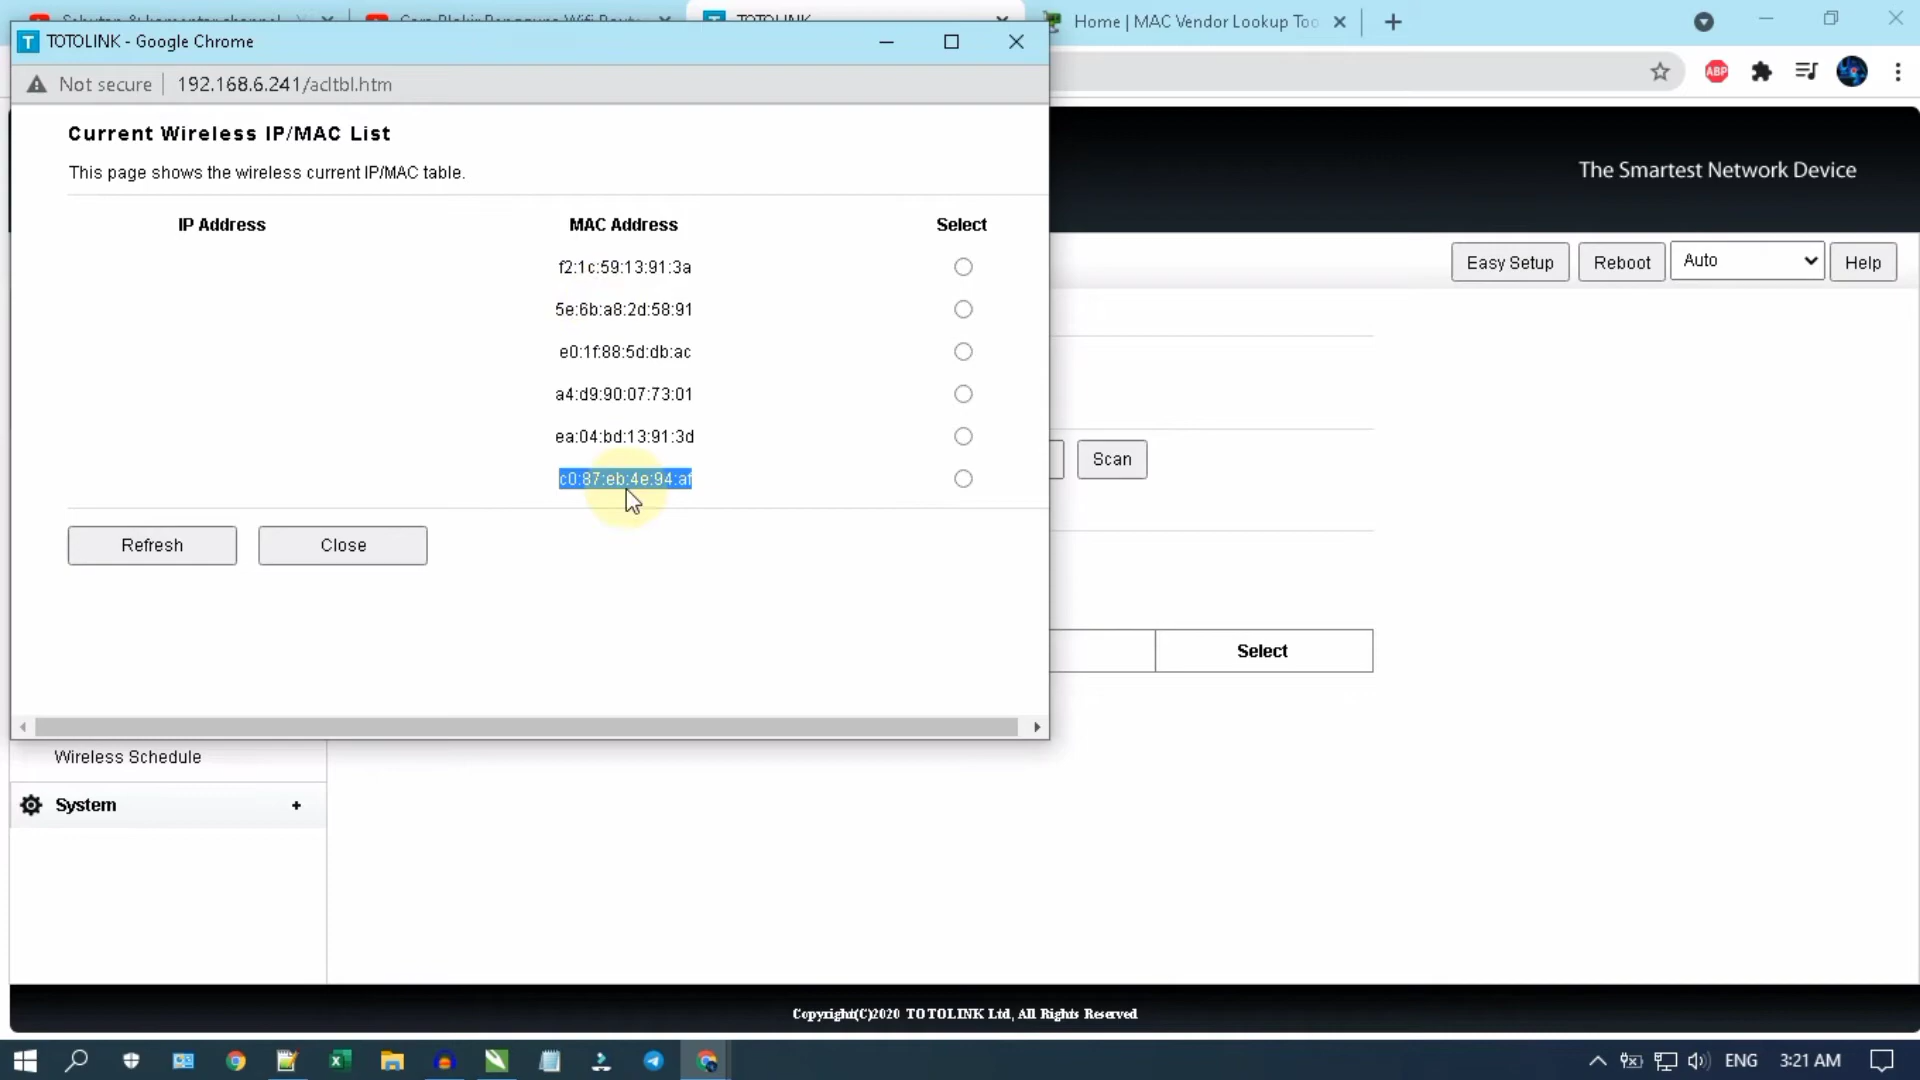 Home | MAC Vendor Lookup Too
TOTOLINK - Google Chrome
ABP
Not secure
192.168.6.241/acltbl.htm
Current Wireless IP/MAC List
This page shows the wireless current IP/MAC table.
The Smartest Network Device
IP Address MAC Address Select
f2:1c:59:13:91:3a
5e:6b:a8:2d:58:91
e0:1f:88:5d:db:ac
a4:d9:90:07:73:01
ea:04:bd:13:91:3d
c0:87:eb:4e:94:af
Easy Setup Reboot Auto Help
Scan
Refresh Close
Select
Wireless Schedule
System +
Copyright(C)2020 TOTOLINK Ltd, All Rights Reserved
ENG 3:21 AM